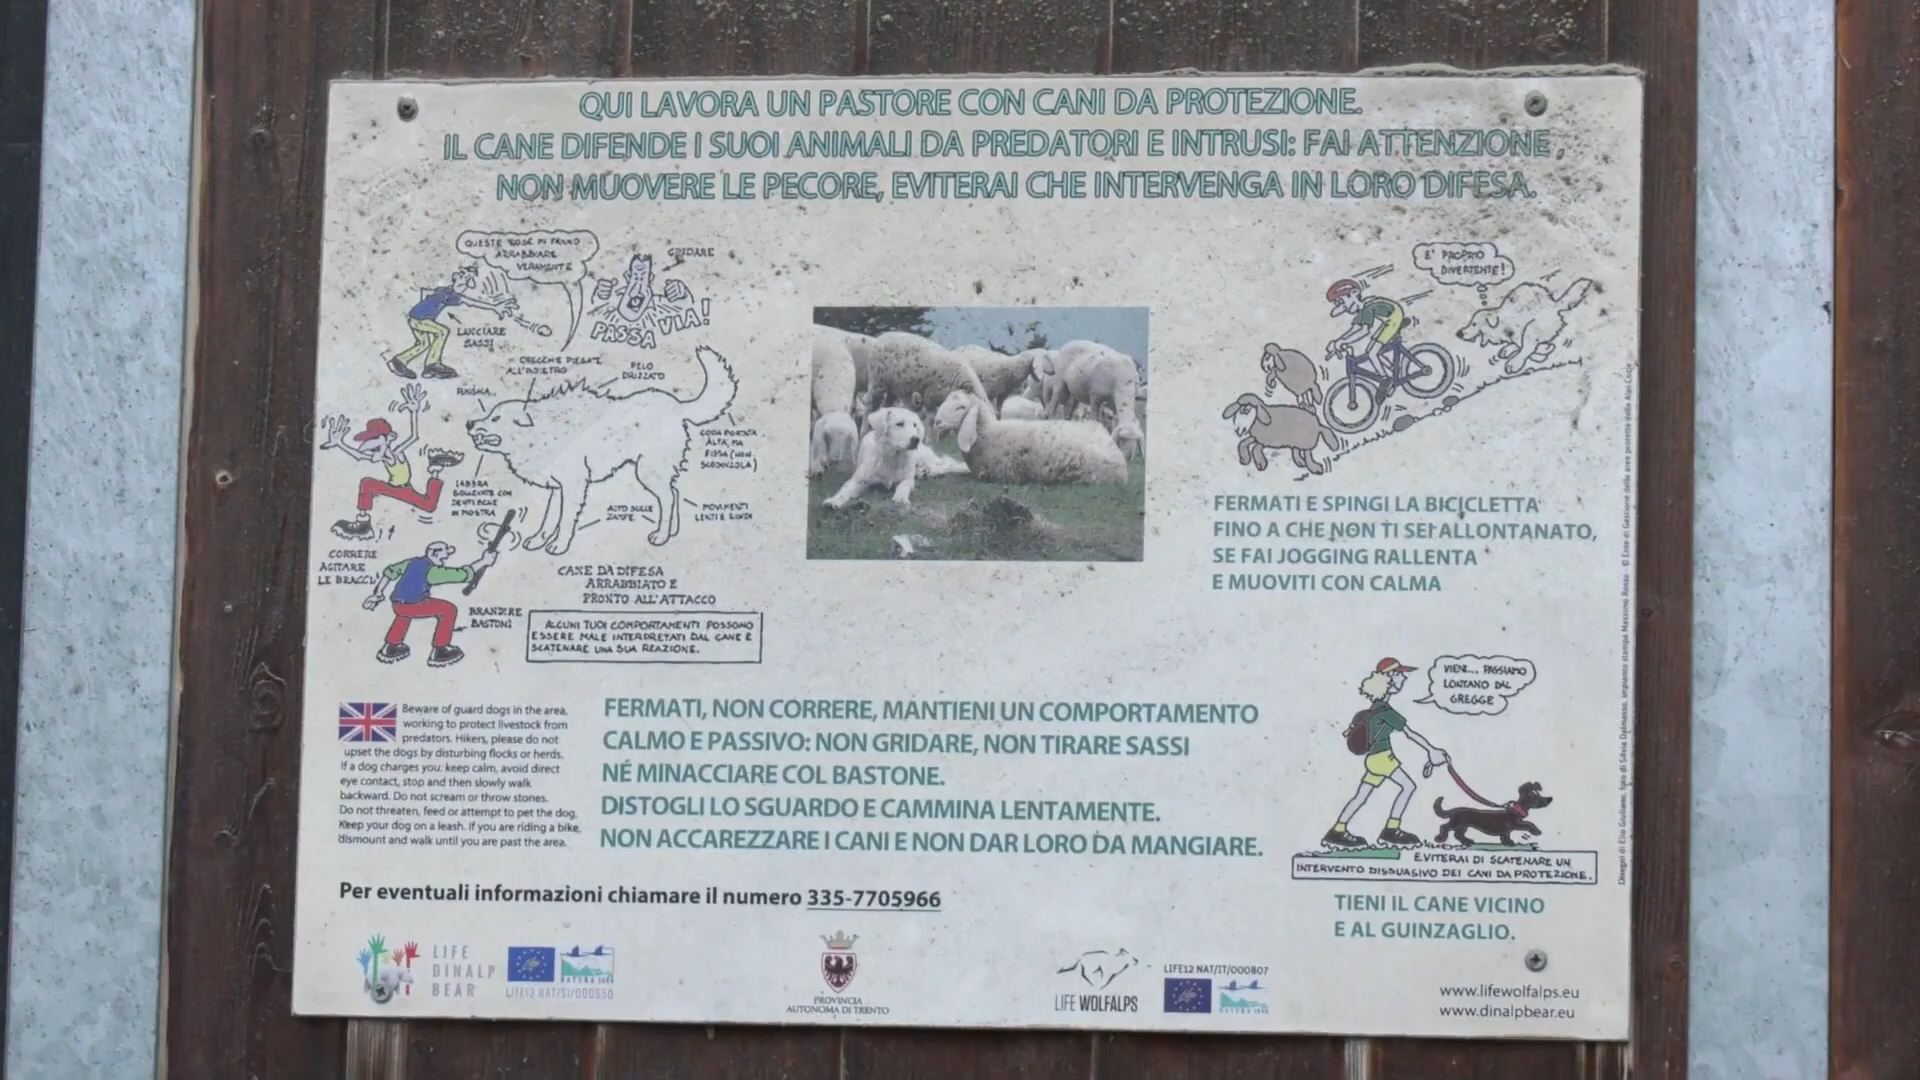 QUI LAVORA UN PASTORE CON CANI DA PROTEZIONE.
IL CANE DIFENDE I SUOI ANIMALI DA PREDATORI E INTRUSI: FAI ATTENZIONE,
NON MUOVERE LE PECORE, EVITERAI CHE INTERVENGA IN LORO DIFESA.
QUESTE COSE MI FANNO
ARRABBIARE
VERAMENTE
GRIDARE
PASSA VIA!
LANCIARE
SASSI
ORECCHIE PIEGATE
ALL'INDIETRO
PELO
DRIZZATO
RINGHIA
CODA PORTATA
ALTA, MA
FISSA (NON
SCODINZOLA)
LABBRA
SOLLEVATE CON
DENTI BENE
IN MOSTRA
ALTO SULLE
ZAMPE
MOVIMENTI
LENTI E RIGIDI
CORRERE
AGITARE
LE BRACCIA
BRANDIRE
BASTONI
CANE DA DIFESA
ARRABBIATO E
PRONTO ALL'ATTACCO
ALCUNI TUOI COMPORTAMENTI POSSONO
ESSERE MALE INTERPRETATI DAL CANE E
SCATENARE UNA SUA REAZIONE.
E' PROPRIO
DIVERTENTE!
FERMATI E SPINGI LA BICICLETTA
FINO A CHE NON TI SEI ALLONTANATO,
SE FAI JOGGING RALLENTA
E MUOVITI CON CALMA
Beware of guard dogs in the area,
working to protect livestock from
predators. Hikers, please do not
upset the dogs by disturbing flocks or herds.
If a dog charges you: keep calm, avoid direct
eye contact, stop and then slowly walk
backward. Do not scream or throw stones.
Do not threaten, feed or attempt to pet the dog.
Keep your dog on a leash. If you are riding a bike,
dismount and walk until you are past the area.
FERMATI, NON CORRERE, MANTIENI UN COMPORTAMENTO
CALMO E PASSIVO: NON GRIDARE, NON TIRARE SASSI
NÉ MINACCIARE COL BASTONE.
DISTOGLI LO SGUARDO E CAMMINA LENTAMENTE.
NON ACCAREZZARE I CANI E NON DAR LORO DA MANGIARE.
VIENI... PASSIAMO
LONTANO DAL
GREGGE
EVITERAI DI SCATENARE UN
INTERVENTO DISSUASIVO DEI CANI DA PROTEZIONE.
TIENI IL CANE VICINO
E AL GUINZAGLIO.
Per eventuali informazioni chiamare il numero 335-7705966
LIFE
DINALP
BEAR
NATURA 2000
LIFE13 NAT/SI/000550
PROVINCIA
AUTONOMA DI TRENTO
LIFE WOLFALPS
LIFE12 NAT/IT/000807
NATURA 2000
www.lifewolfalps.eu
www.dinalpbear.eu